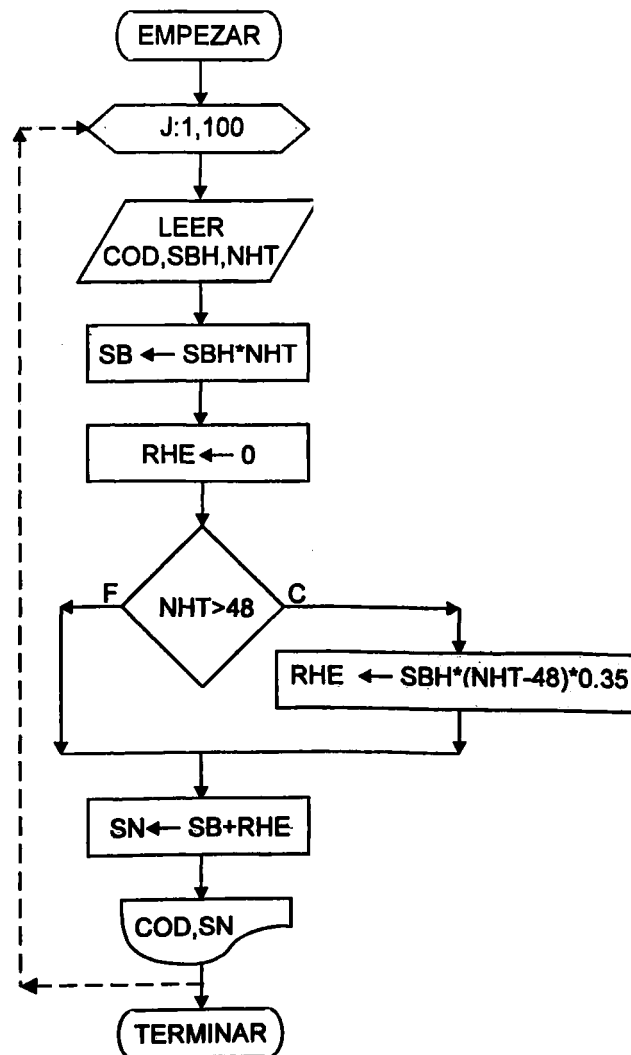 EMPEZAR
J:1,100
LEER
COD,SBH,NHT
SB ← SBH*NHT
RHE ← 0
F
NHT>48
C
RHE ← SBH*(NHT-48)*0.35
SN ← SB+RHE
COD,SN
TERMINAR